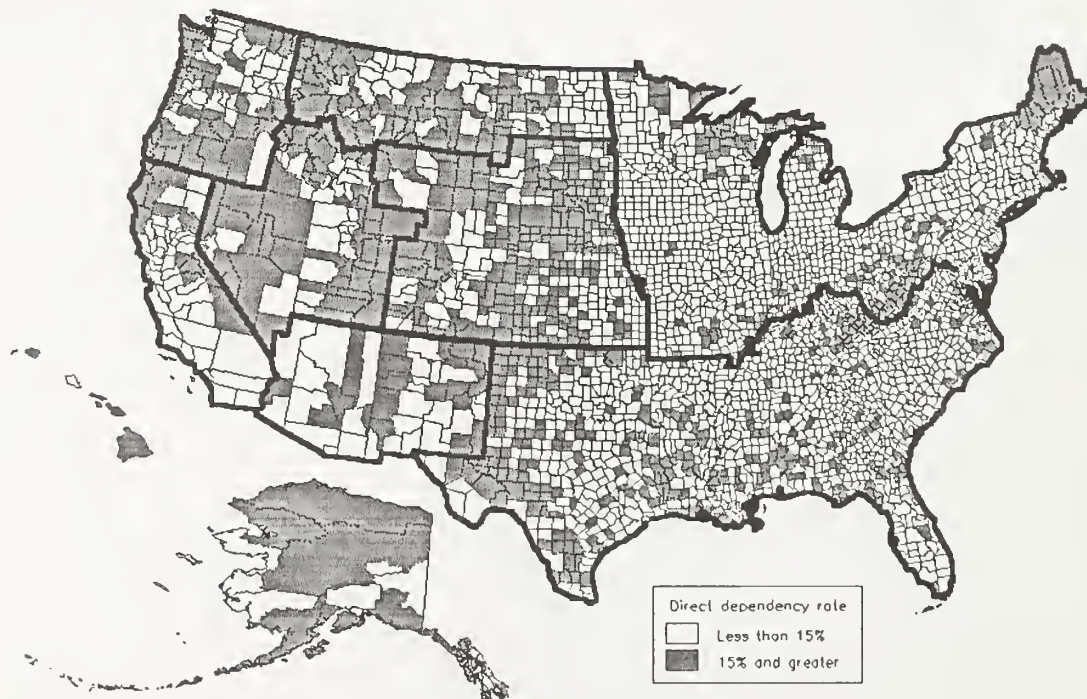 Direct dependency rate
Less than 15%
15% and greater